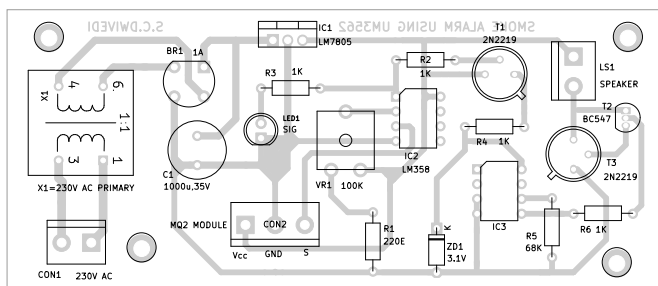 S.C.DWIVEDI
SMOKE ALARM USING UM3562
IC1
LM7805
BR1 1A
T1
2N2219
R2
1K
LS1
SPEAKER
X1
4
6.
1:1
3
1
X1=230V AC PRIMARY
R3 1K
LED1
SIG
T2
BC547
C1
1000u,35V
IC2
LM358
R4 1K
T3
2N2219
VR1 100K
MQ2 MODULE
CON2
Vcc GND S
R1
220E
K
ZD1
3.1V
IC3
R5
68K
R6 1K
CON1 230V AC